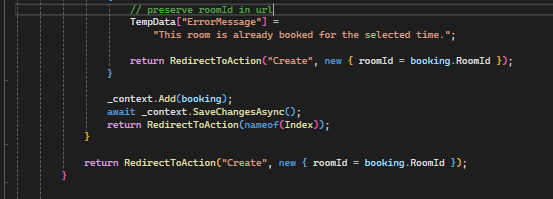 // preserve roomId in url
TempData["ErrorMessage"] =
"This room is already booked for the selected time.";
return RedirectToAction("Create", new { roomId = booking.RoomId });
}
_context.Add(booking);
await _context.SaveChangesAsync();
return RedirectToAction(nameof(Index));
}
return RedirectToAction("Create", new { roomId = booking.RoomId });
}